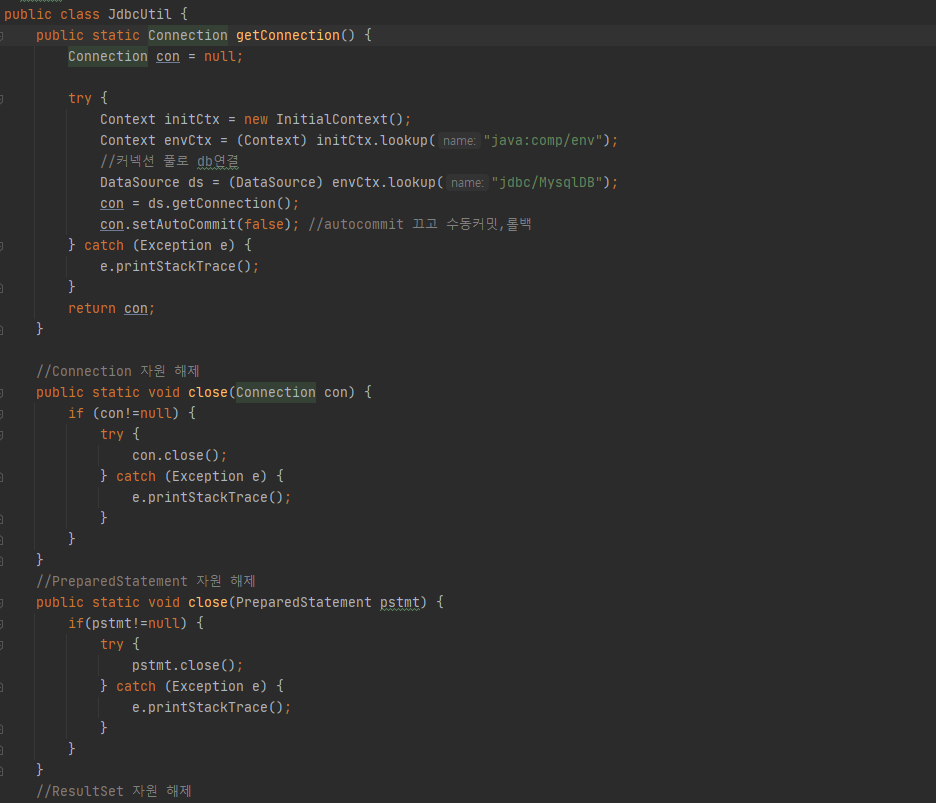 public class JdbcUtil {
    public static Connection getConnection() {
        Connection con = null;
        try {
            Context initCtx = new InitialContext();
            Context envCtx = (Context) initCtx.lookup( name: "java:comp/env");
            //커넥션 풀로 db연결
            DataSource ds = (DataSource) envCtx.lookup( name: "jdbc/MysqlDB");
            con = ds.getConnection();
            con.setAutoCommit(false); //autocommit 끄고 수동커밋,롤백
        } catch (Exception e) {
            e.printStackTrace();
        }
        return con;
    }
    //Connection 자원 해제
    public static void close(Connection con) {
        if (con!=null) {
            try {
                con.close();
            } catch (Exception e) {
                e.printStackTrace();
            }
        }
    }
    //PreparedStatement 자원 해제
    public static void close(PreparedStatement pstmt) {
        if(pstmt!=null) {
            try {
                pstmt.close();
            } catch (Exception e) {
                e.printStackTrace();
            }
        }
    }
    //ResultSet 자원 해제